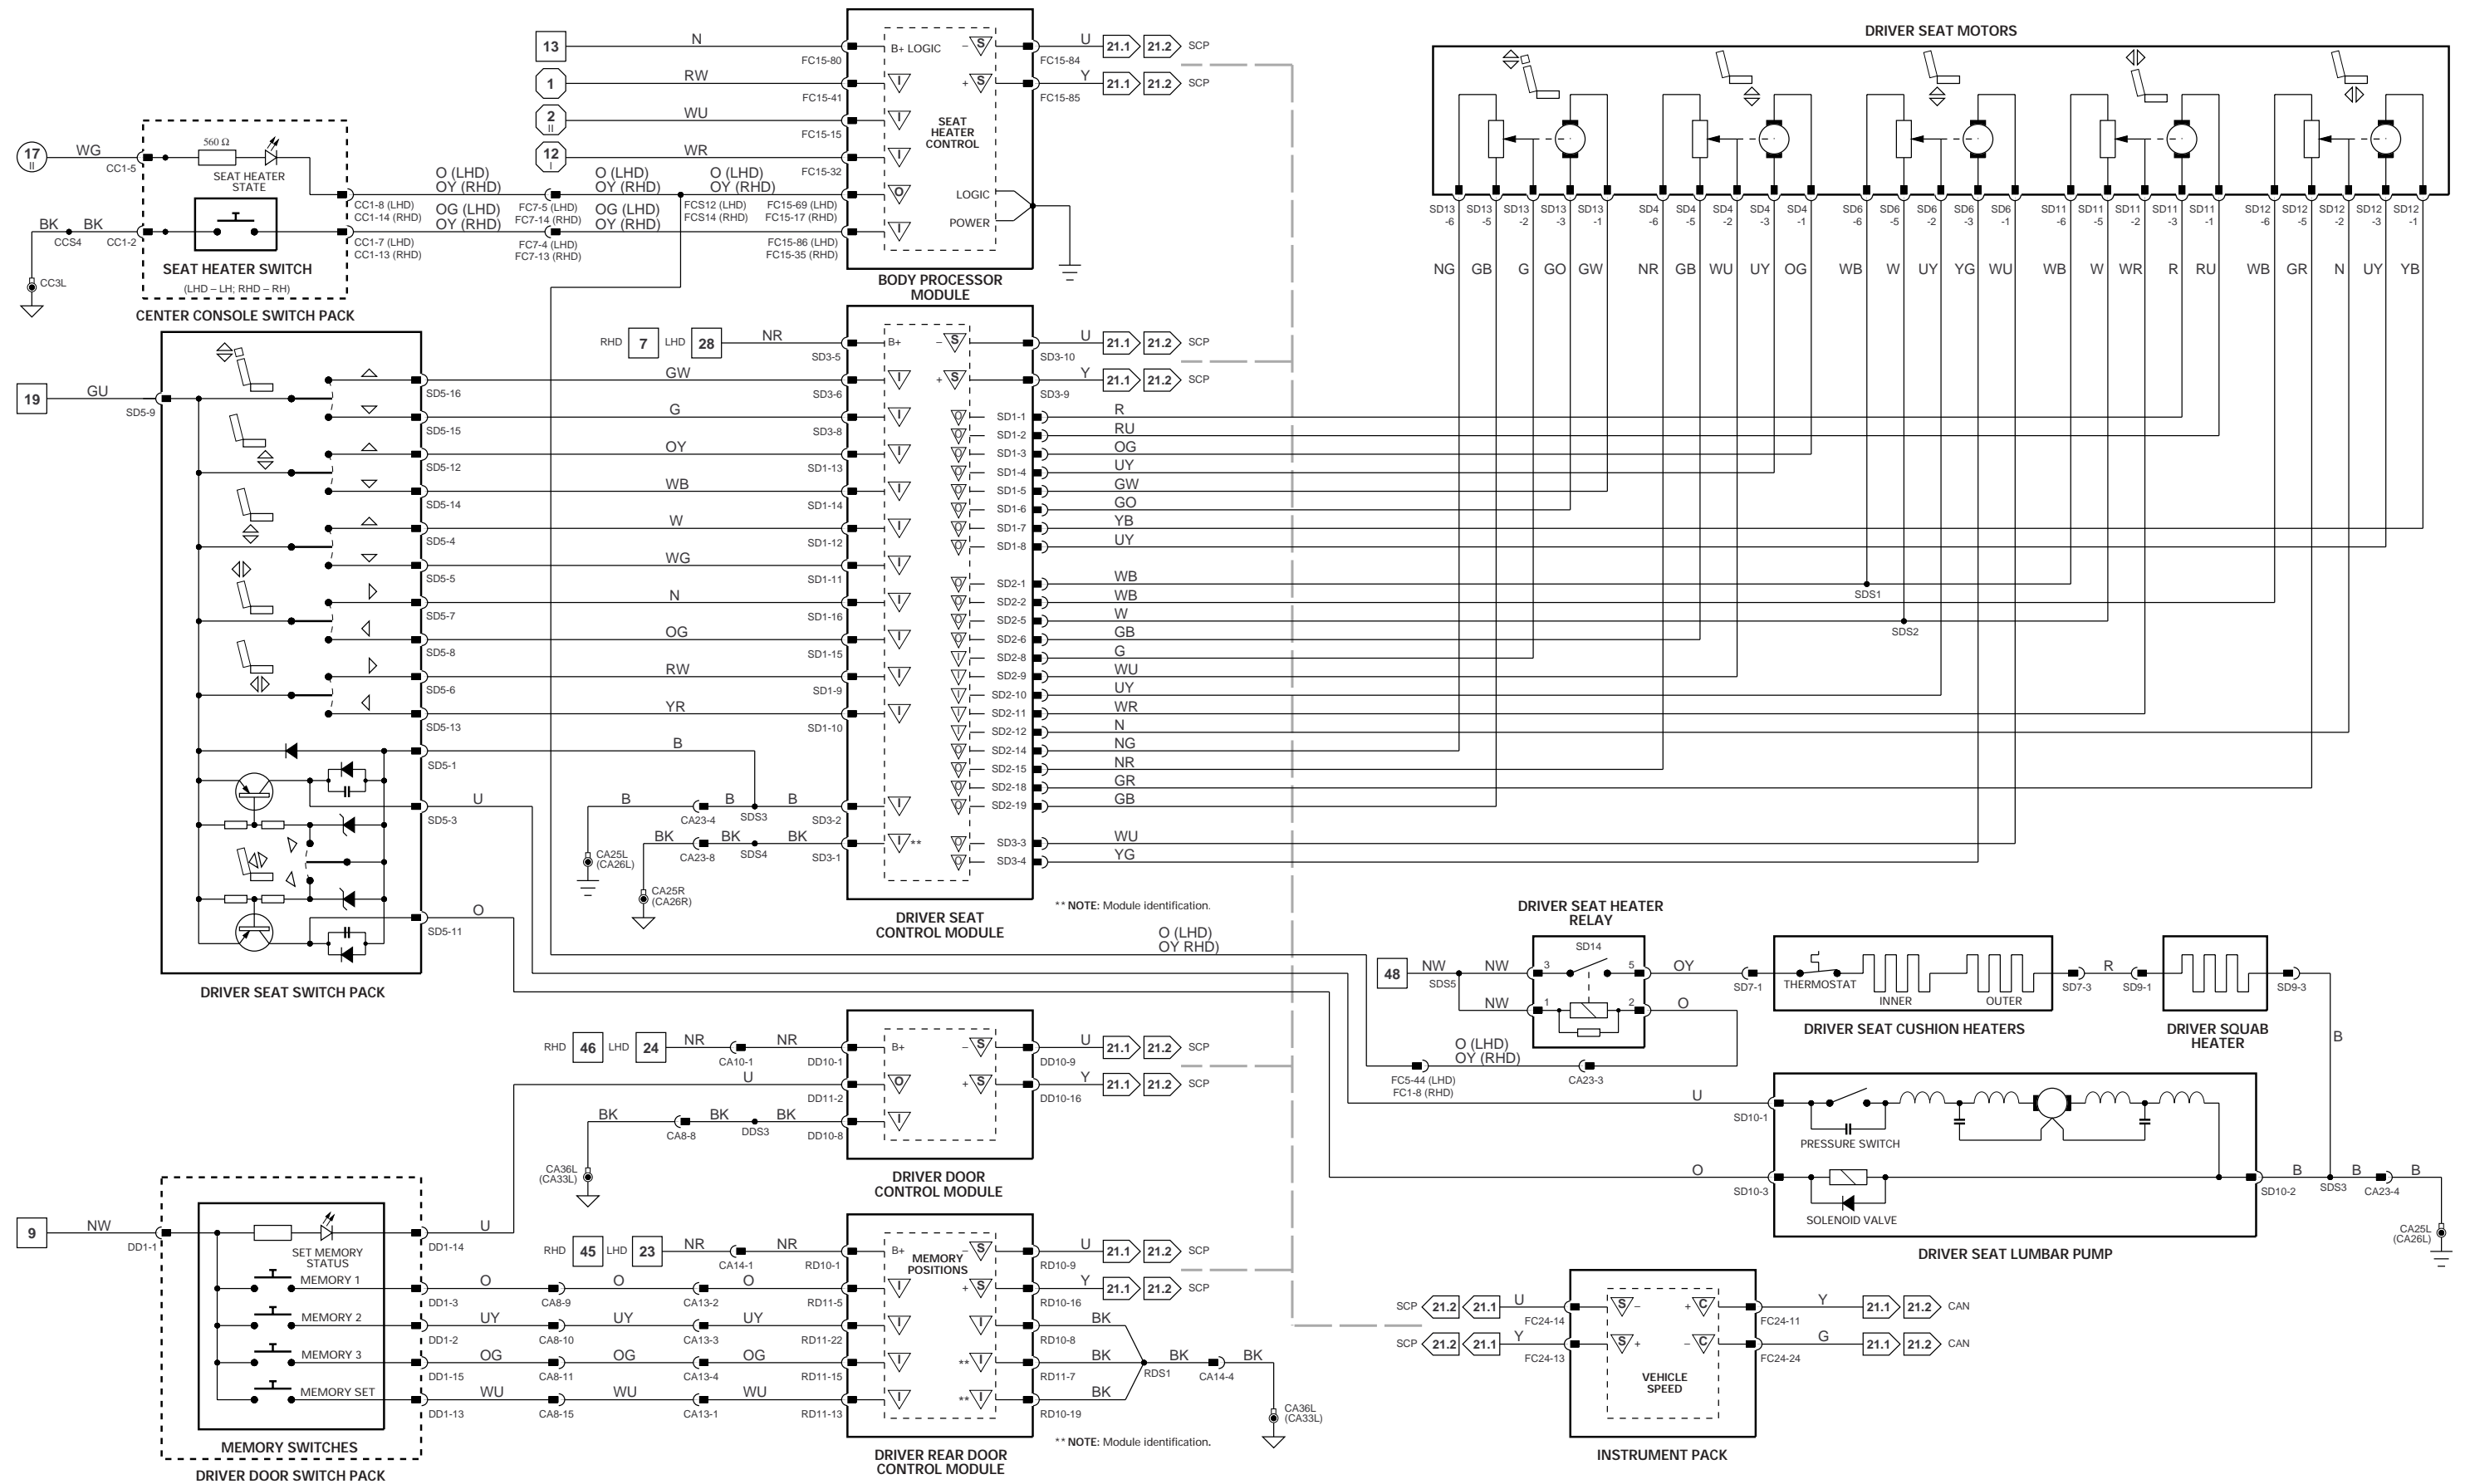 DRIVER SEAT MOTORS
13 N FC15-80 B+ LOGIC – S U FC15-84 21.1 21.2 SCP
1 RW FC15-41 I + S Y FC15-85 21.1 21.2 SCP
2 II WU FC15-15 I
SEAT
HEATER
CONTROL
12 I WR FC15-32 I
17 II WG CC1-5
560 Ω
SEAT HEATER
STATE
O (LHD) O (LHD) O (LHD)
OY (RHD) OY (RHD) OY (RHD)
CC1-8 (LHD) FC7-5 (LHD) FCS12 (LHD) FC15-69 (LHD) O LOGIC
CC1-14 (RHD) FC7-14 (RHD) FCS14 (RHD) FC15-17 (RHD)
OG (LHD) OG (LHD)
OY (RHD) OY (RHD)
BK BK CCS4 CC1-2
CC1-7 (LHD) FC7-4 (LHD) FC15-86 (LHD) I POWER
CC1-13 (RHD) FC7-13 (RHD) FC15-35 (RHD)
CC3L
SEAT HEATER SWITCH
(LHD – LH; RHD – RH)
CENTER CONSOLE SWITCH PACK
BODY PROCESSOR
MODULE
SD13 SD13 SD13 SD13 SD13 SD4 SD4 SD4 SD4 SD4 SD6 SD6 SD6 SD6 SD6 SD11 SD11 SD11 SD11 SD11 SD12 SD12 SD12 SD12 SD12
-6 -5 -2 -3 -1 -6 -5 -2 -3 -1 -6 -5 -2 -3 -1 -6 -5 -2 -3 -1 -6 -5 -2 -3 -1
NG GB G GO GW NR GB WU UY OG WB W UY YG WU WB W WR R RU WB GR N UY YB
RHD 7 LHD 28 NR SD3-5 B+ – S U SD3-10 21.1 21.2 SCP
19 GU SD5-9
SD5-16 GW SD3-6 I + S Y SD3-9 21.1 21.2 SCP
SD5-15 G SD3-8 I
SD5-12 OY SD1-13 I
SD5-14 WB SD1-14 I
SD5-4 W SD1-12 I
SD5-5 WG SD1-11 I
SD5-7 N SD1-16 I
SD5-8 OG SD1-15 I
SD5-6 RW SD1-9 I
SD5-13 YR SD1-10 I
O SD1-1 R
O SD1-2 RU
O SD1-3 OG
O SD1-4 UY
O SD1-5 GW
O SD1-6 GO
O SD1-7 YB
O SD1-8 UY
O SD2-1 WB SDS1
O SD2-2 WB
O SD2-5 W SDS2
O SD2-6 GB
I SD2-8 G
I SD2-9 WU
I SD2-10 UY
I SD2-11 WR
I SD2-12 N
O SD2-14 NG
O SD2-15 NR
O SD2-18 GR
O SD2-19 GB
O SD3-3 WU
O SD3-4 YG
SD5-1 B
SD5-3 U
B CA23-4 B SDS3 B SD3-2 I
BK CA23-8 BK SDS4 BK SD3-1 I **
CA25L
(CA26L)
CA25R
(CA26R)
SD5-11 O
** NOTE: Module identification.
DRIVER SEAT
CONTROL MODULE
DRIVER SEAT SWITCH PACK
O (LHD)
OY RHD)
DRIVER SEAT HEATER
RELAY
SD14
48 NW SDS5 NW 3 5 OY SD7-1
NW 1 2 O
THERMOSTAT
INNER OUTER
SD7-3 R SD9-1 SD9-3
DRIVER SEAT CUSHION HEATERS
DRIVER SQUAB
HEATER
B
O (LHD)
OY (RHD)
FC5-44 (LHD) CA23-3
FC1-8 (RHD)
RHD 46 LHD 24 NR CA10-1 NR DD10-1 B+ – S U DD10-9 21.1 21.2 SCP
U DD11-2 O + S Y DD10-16 21.1 21.2 SCP
BK CA8-8 BK DDS3 BK DD10-8 I
CA36L
(CA33L)
DRIVER DOOR
CONTROL MODULE
U SD10-1
PRESSURE SWITCH
O SD10-3
SOLENOID VALVE
SD10-2 B SDS3 B CA23-4 B
CA25L
(CA26L)
DRIVER SEAT LUMBAR PUMP
9 NW DD1-1
SET MEMORY
STATUS
DD1-14 U
RHD 45 LHD 23 NR CA14-1 NR RD10-1 B+ – S U RD10-9 21.1 21.2 SCP
MEMORY
POSITIONS
MEMORY 1 DD1-3 O CA8-9 O CA13-2 O RD11-5 I + S Y RD10-16 21.1 21.2 SCP
MEMORY 2 DD1-2 UY CA8-10 UY CA13-3 UY RD11-22 I I BK RD10-8
MEMORY 3 DD1-15 OG CA8-11 OG CA13-4 OG RD11-15 I ** I BK RD11-7 RDS1 BK CA14-4 BK
MEMORY SET DD1-13 WU CA8-15 WU CA13-1 WU RD11-13 I ** I BK RD10-19
CA36L
(CA33L)
MEMORY SWITCHES
DRIVER DOOR SWITCH PACK
** NOTE: Module identification.
DRIVER REAR DOOR
CONTROL MODULE
SCP 21.2 21.1 U FC24-14 S – + C Y FC24-11 21.1 21.2 CAN
SCP 21.2 21.1 Y FC24-13 S + – C G FC24-24 21.1 21.2 CAN
VEHICLE
SPEED
INSTRUMENT PACK